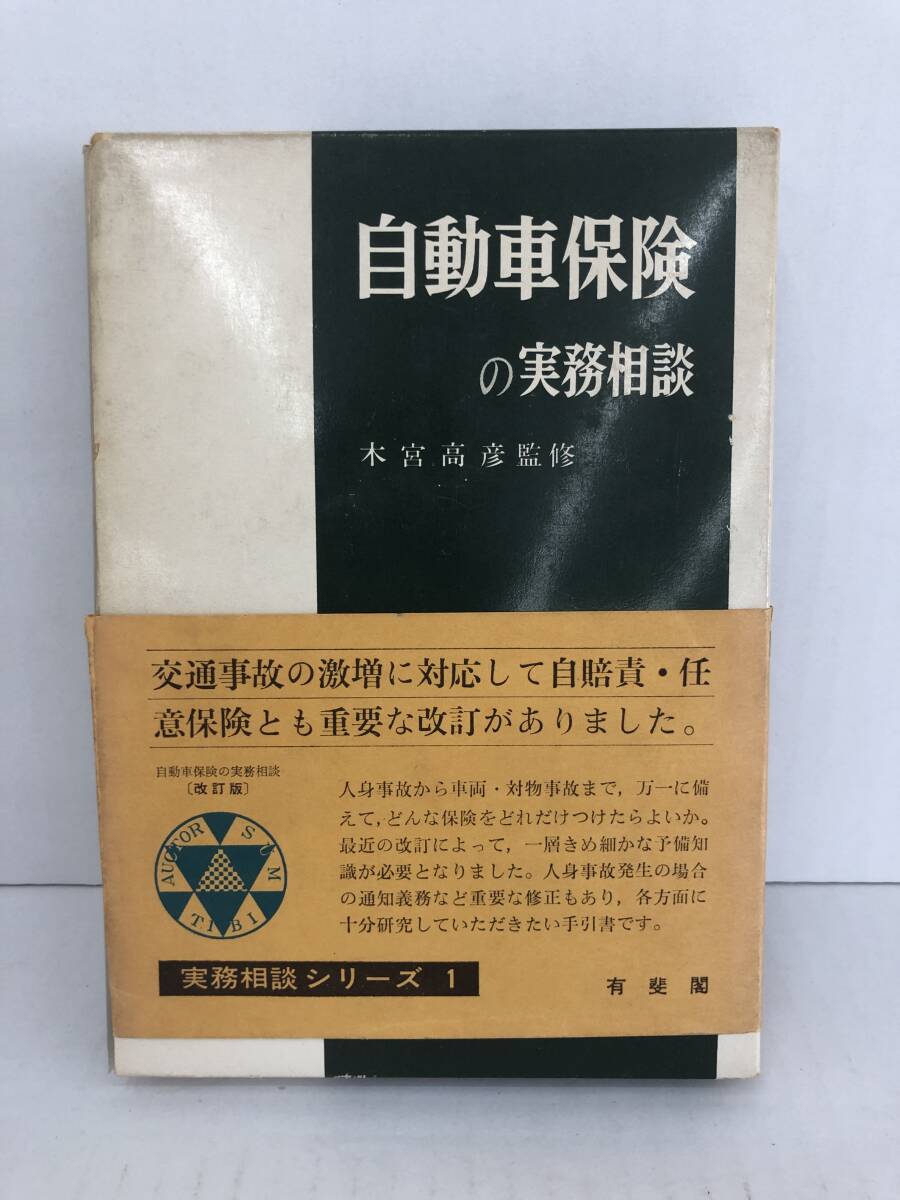 自動車保険
の実務相談
木宮高彦監修
交通事故の激増に対応して自賠責・任
意保険とも重要な改訂がありました。
自動車保険の実務相談
〔改訂版〕
AUCTOR SUM TIBI
人身事故から車両・対物事故まで，万一に備
えて，どんな保険をどれだけつけたらよいか。
最近の改訂によって，一層きめ細かな予備知
識が必要となりました。人身事故発生の場合
の通知義務など重要な修正もあり，各方面に
十分研究していただきたい手引書です。
実務相談シリーズ 1
有斐閣